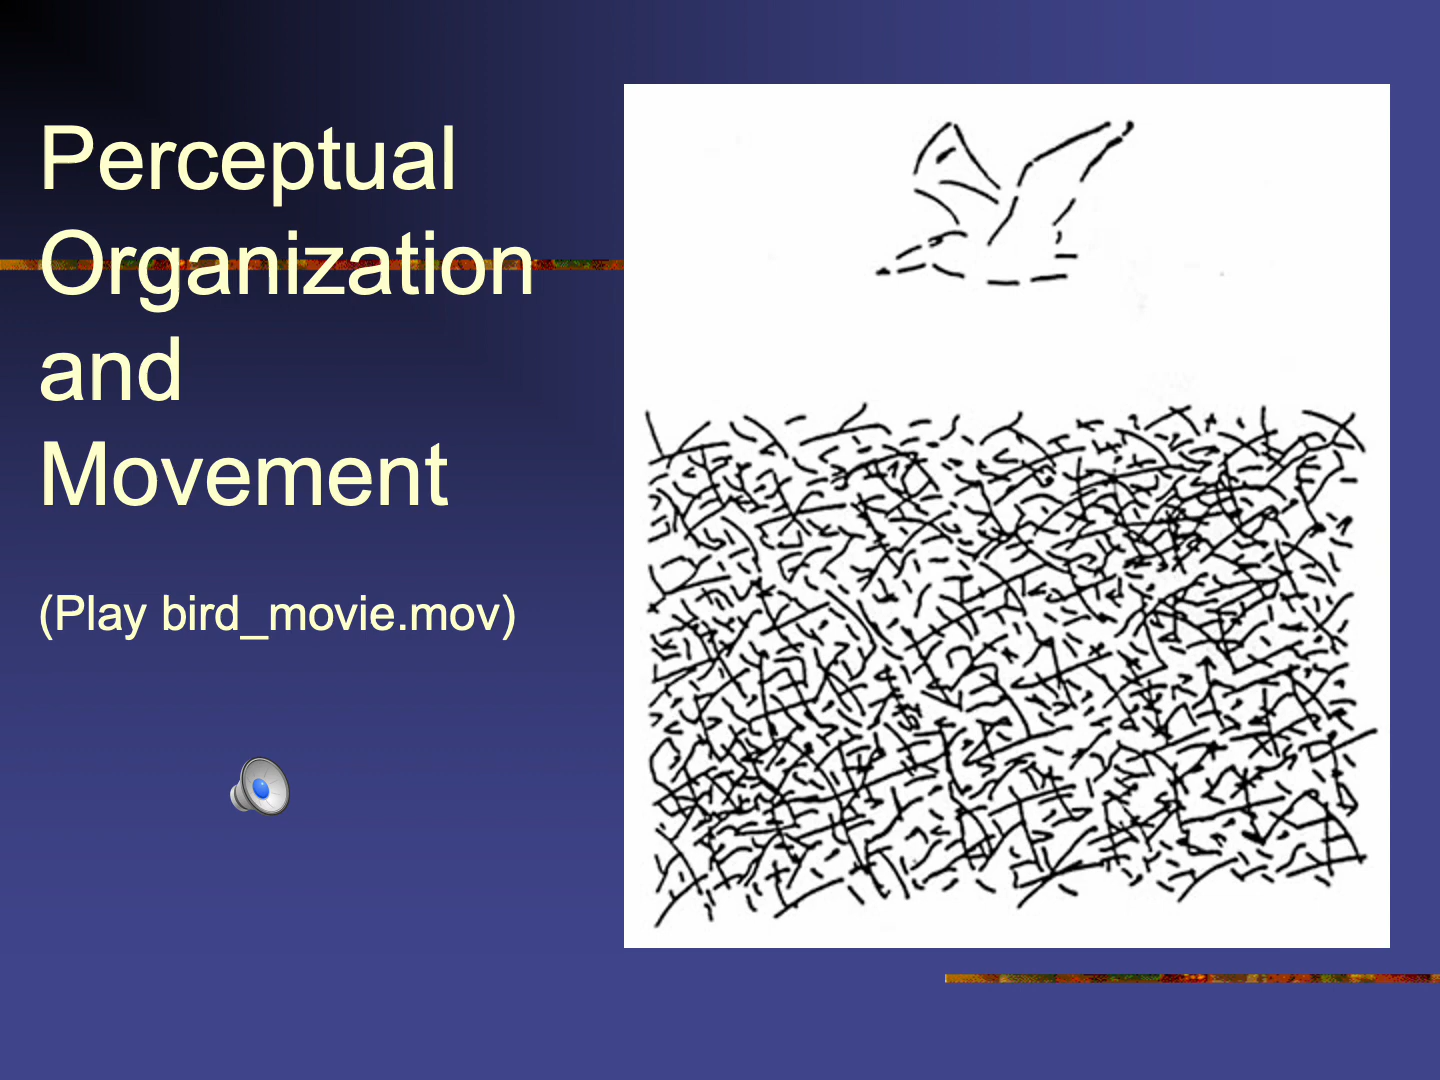 Perceptual
Organization
and
Movement
(Play bird_movie.mov)